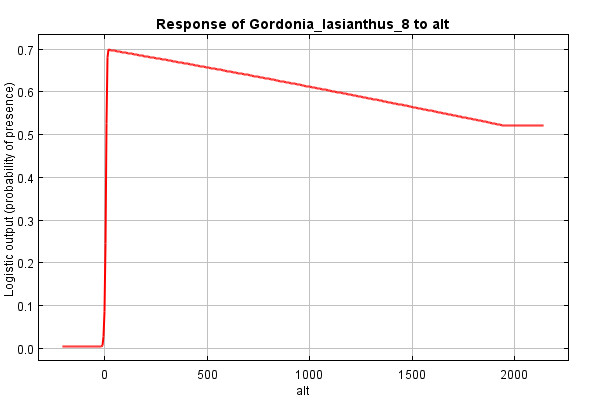 Response of Gordonia_lasianthus_8 to alt
Logistic output (probability of presence)
0.7
0.6
0.5
0.4
0.3
0.2
0.1
0.0
0 500 1000 1500 2000
alt